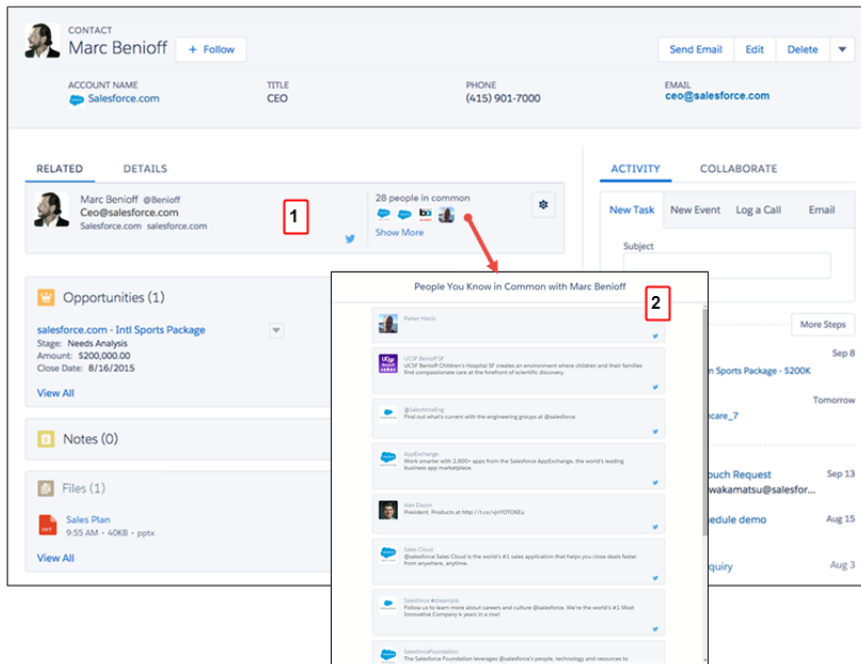 CONTACT
Marc Benioff
+ Follow
Send Email
Edit
Delete
ACCOUNT NAME
TITLE
PHONE
EMAIL
Salesforce.com
CEO
(415) 901-7000
ceo@salesforce.com
RELATED
DETAILS
Marc Benioff @Benioff
Ceo@salesforce.com
Salesforce.com salesforce.com
1
28 people in common
Show More
Opportunities (1)
salesforce.com - Intl Sports Package
Stage: Needs Analysis
Amount: $200,000.00
Close Date: 8/16/2015
View All
Notes (0)
Files (1)
Sales Plan
9:55 AM • 40KB • pptx
View All
ACTIVITY
COLLABORATE
New Task
New Event
Log a Call
Email
Subject
More Steps
Sep 8
n Sports Package - $200K
Tomorrow
ncare_7
ouch Request
Sep 13
wakamatsu@salesfor...
edule demo
Aug 15
quiry
Aug 3
People You Know in Common with Marc Benioff
2
Parker Harris
UCSF Benioff SF
UCSF Benioff Children's Hospital SF creates an environment where children and their families
find compassionate care at the forefront of scientific discovery.
@SalesforceEng
Find out what's current with the engineering groups at @salesforce.
AppExchange
Work smarter with 2,800+ apps from the Salesforce AppExchange, the world's leading
business app marketplace.
Alex Dayon
President, Products at
Sales Cloud
@salesforce Sales Cloud is the world's #1 sales application that helps you close deals faster
from anywhere, anytime.
Salesforce #dreamjob
Follow us to learn more about careers and culture @salesforce. We're the world's #1 Most
Innovative Company 4 years in a row!
SalesforceFoundation
The Salesforce Foundation leverages @salesforce's people, technology and resources to